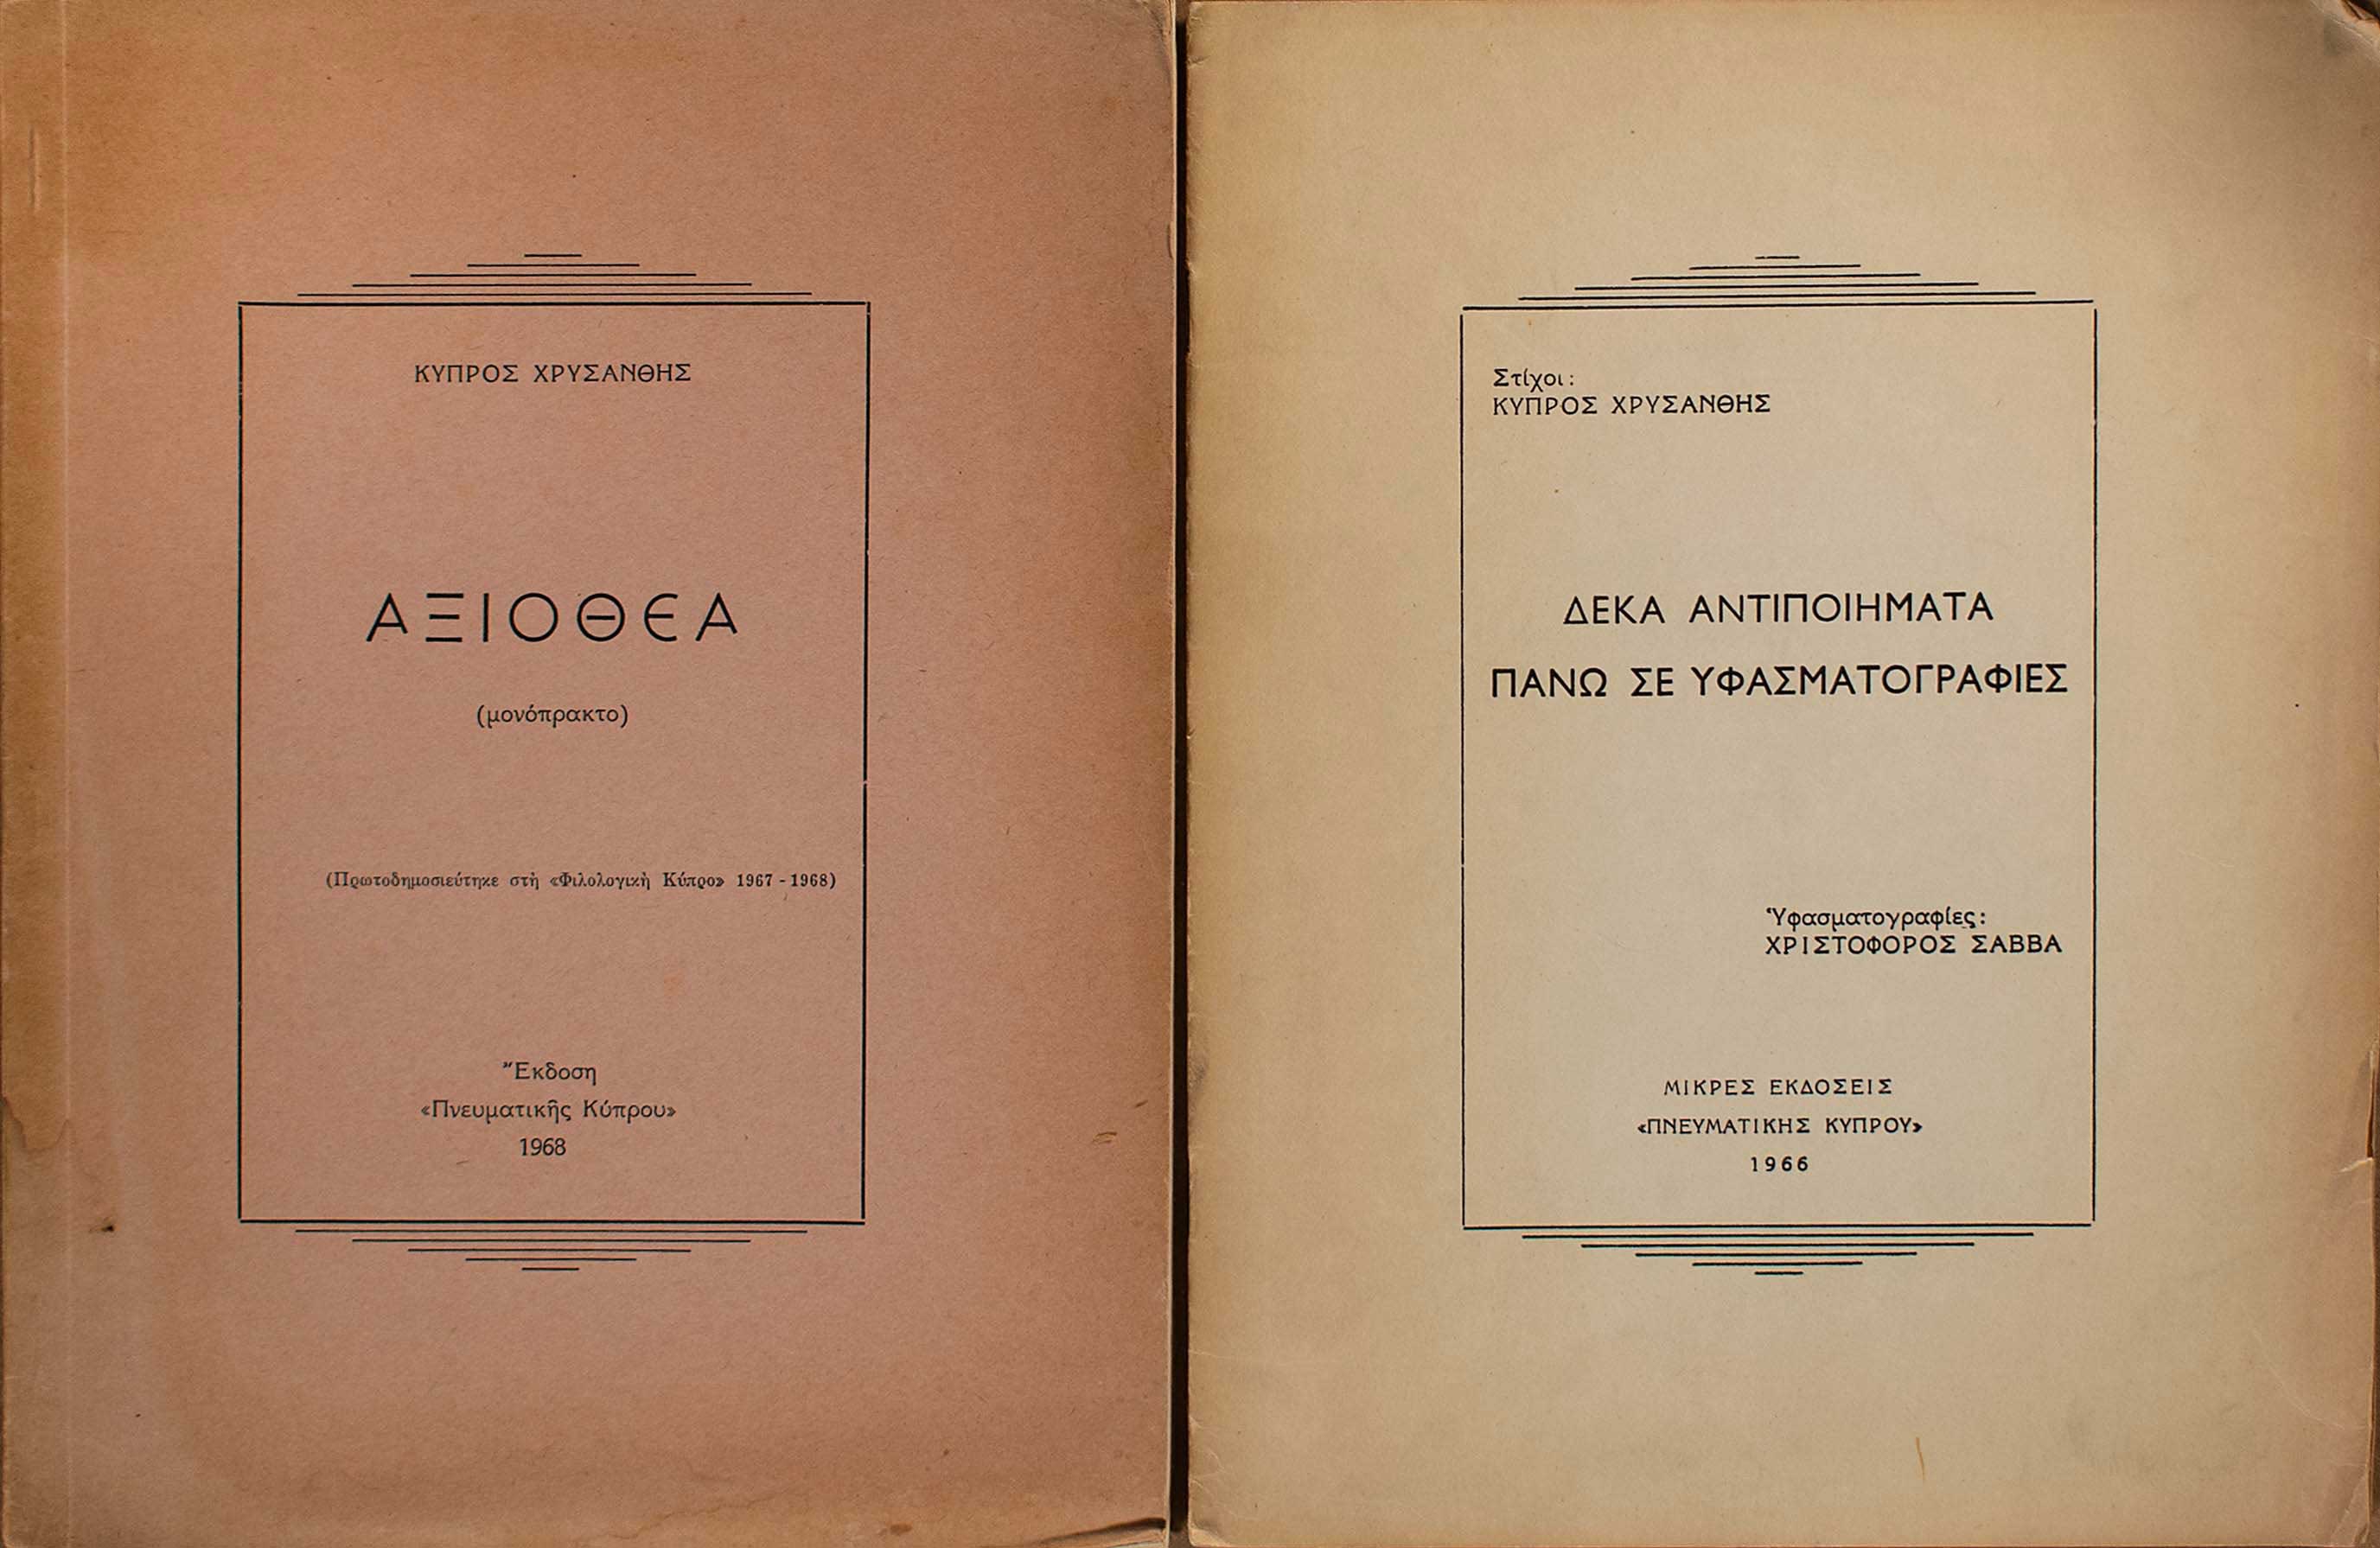 ΚΥΠΡΟΣ ΧΡΥΣΑΝΘΗΣ
ΑΞΙΟΘΕΑ
(μονόπρακτο)
(Πρωτοδημοσιεύτηκε στὴ «Φιλολογικὴ Κύπρο» 1967 - 1968)
Ἔκδοση
«Πνευματικῆς Κύπρου»
1968
Στίχοι :
ΚΥΠΡΟΣ ΧΡΥΣΑΝΘΗΣ
ΔΕΚΑ ΑΝΤΙΠΟΙΗΜΑΤΑ
ΠΑΝΩ ΣΕ ΥΦΑΣΜΑΤΟΓΡΑΦΙΕΣ
Ὑφασματογραφίες :
ΧΡΙΣΤΟΦΟΡΟΣ ΣΑΒΒΑ
ΜΙΚΡΕΣ ΕΚΔΟΣΕΙΣ
«ΠΝΕΥΜΑΤΙΚΗΣ ΚΥΠΡΟΥ»
1966